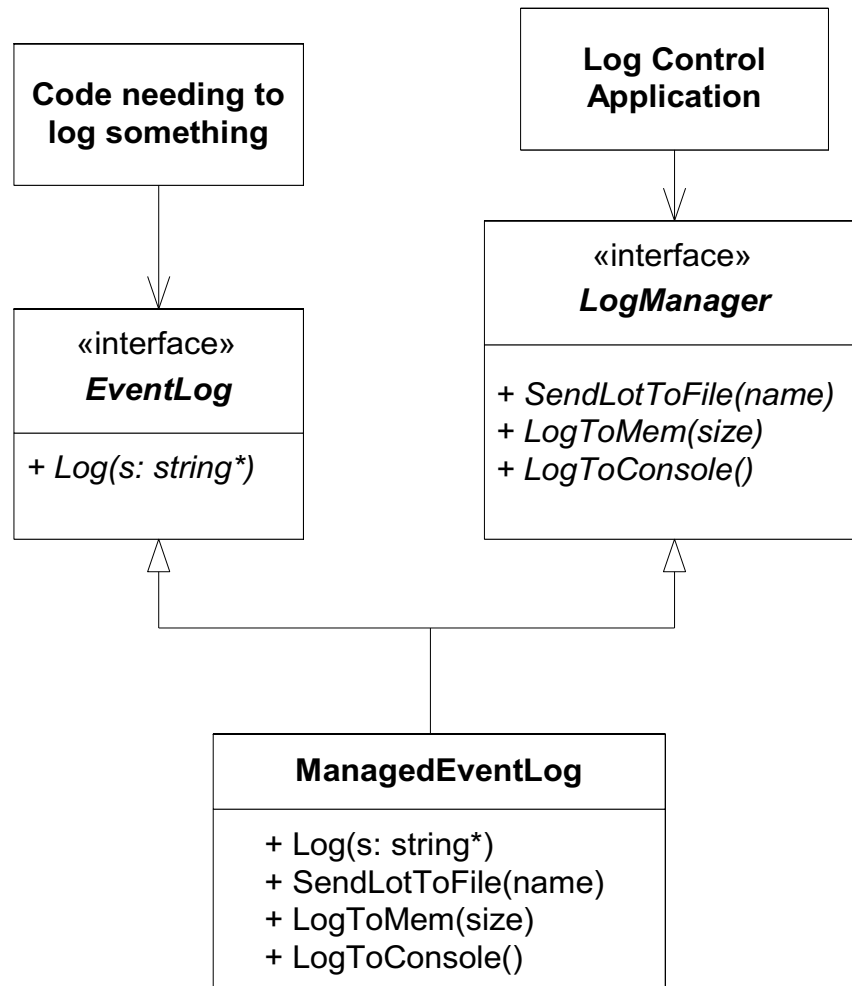 Code needing to
log something
Log Control
Application
«interface»
EventLog
+ Log(s: string*)
«interface»
LogManager
+ SendLotToFile(name)
+ LogToMem(size)
+ LogToConsole()
ManagedEventLog
+ Log(s: string*)
+ SendLotToFile(name)
+ LogToMem(size)
+ LogToConsole()